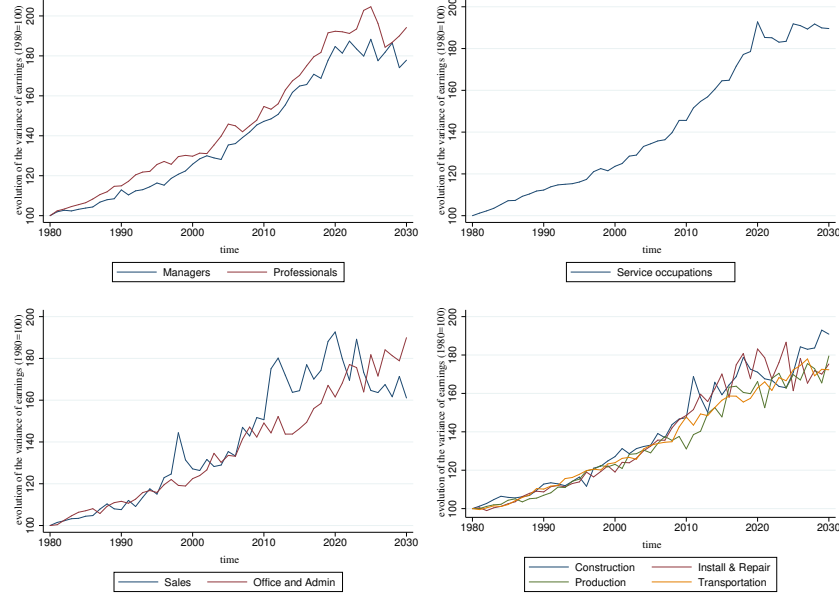 evolution of the variance of earnings (1980=100)
100 120 140 160 180 200
1980 1990 2000 2010 2020 2030
time
Managers Professionals
evolution of the variance of earnings (1980=100)
100 120 140 160 180 200
1980 1990 2000 2010 2020 2030
time
Service occupations
evolution of the variance of earnings (1980=100)
100 120 140 160 180 200
1980 1990 2000 2010 2020 2030
time
Sales Office and Admin
evolution of the variance of earnings (1980=100)
100 120 140 160 180 200
1980 1990 2000 2010 2020 2030
time
Construction Install & Repair
Production Transportation